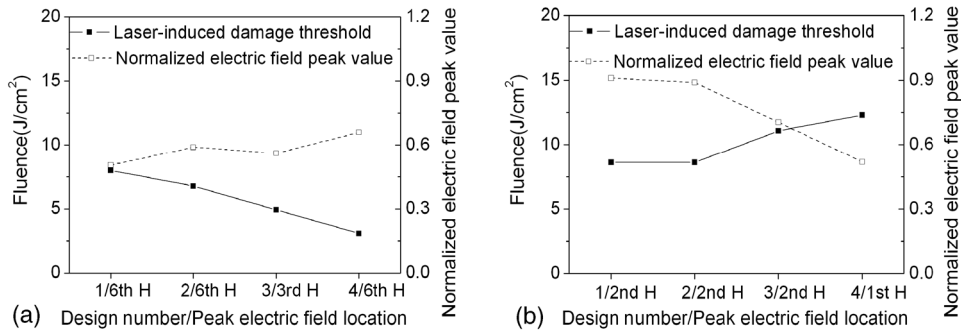 20
15
10
5
0
Fluence(J/cm²)
Laser-induced damage threshold
Normalized electric field peak value
1.2
0.9
0.6
0.3
0.0
Normalized electric field peak value
1/6th H 2/6th H 3/3rd H 4/6th H
(a) Design number/Peak electric field location
20
15
10
5
0
Fluence(J/cm²)
Laser-induced damage threshold
Normalized electric field peak value
1.2
0.9
0.6
0.3
0.0
Normalized electric field peak value
1/2nd H 2/2nd H 3/2nd H 4/1st H
(b) Design number/Peak electric field location